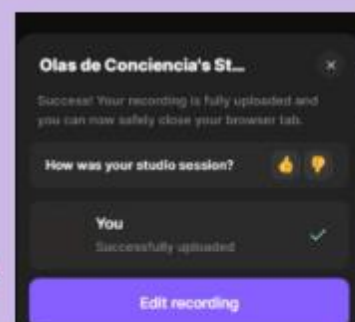 Olas de Conciencia's St...
Success! Your recording is fully uploaded and
you can now safely close your browser tab.
How was your studio session?
You
Successfully uploaded
Edit recording